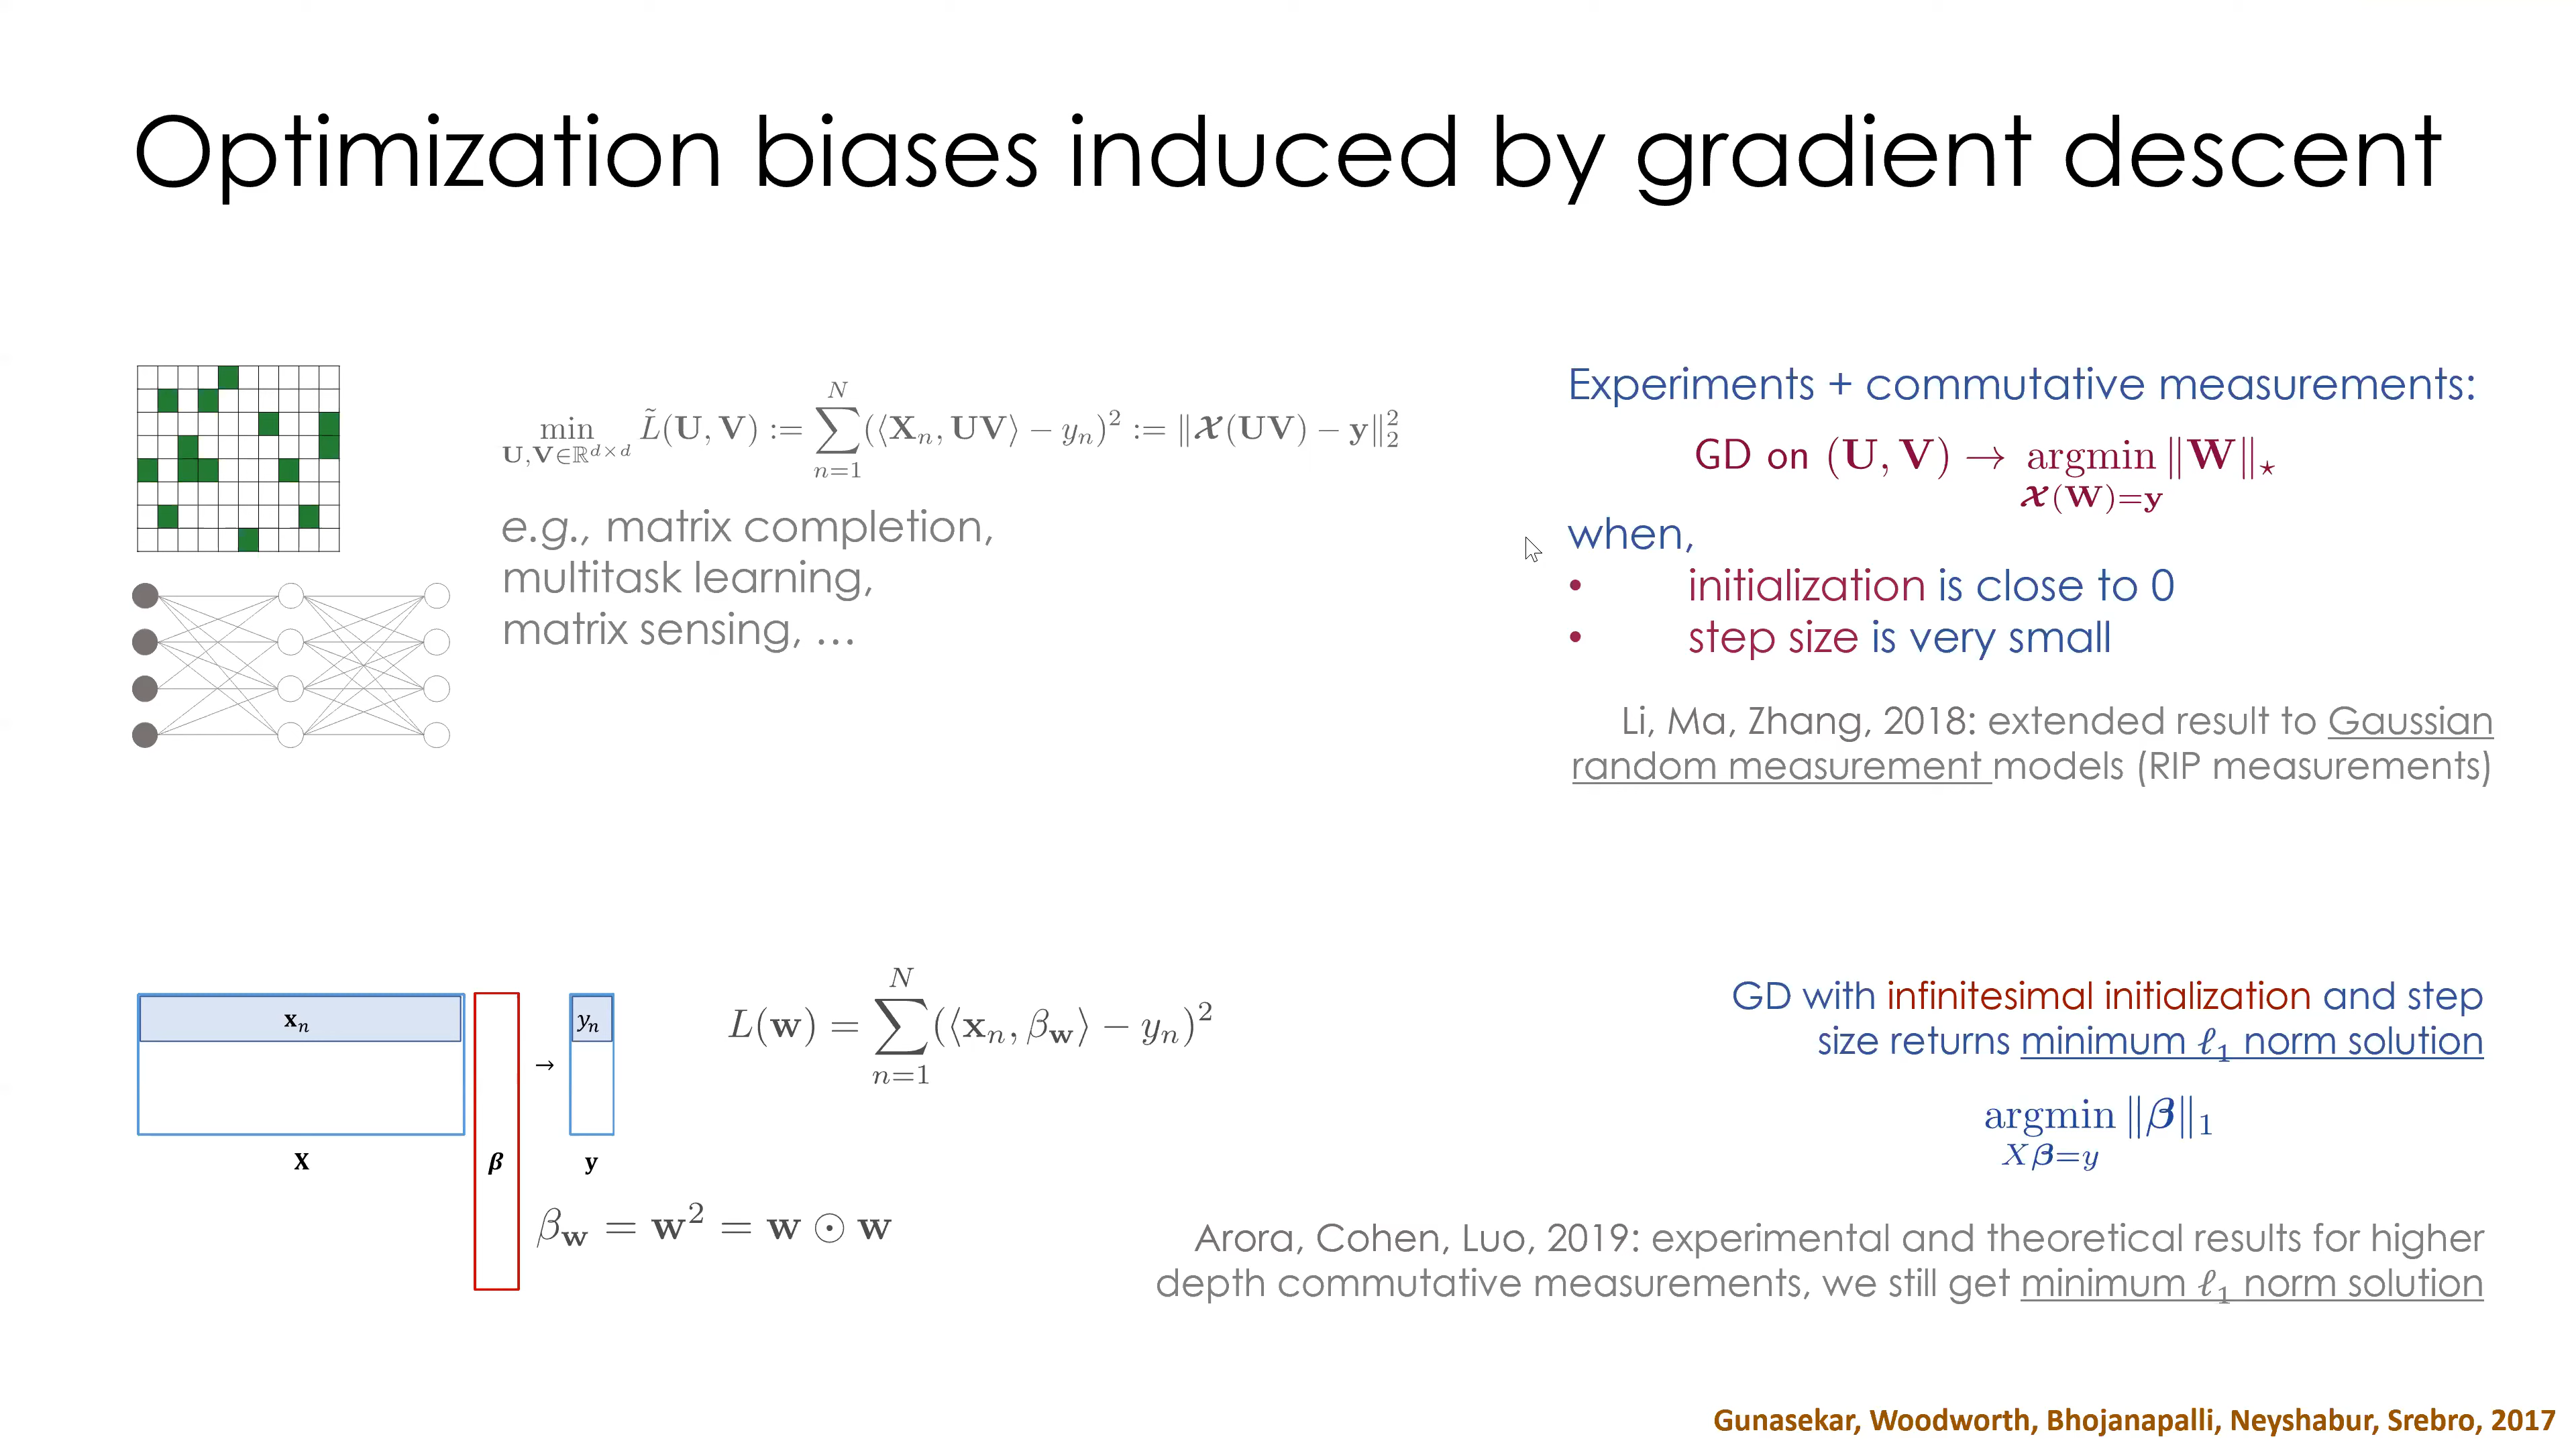 Optimization biases induced by gradient descent
min_{U,V∈ℝ^{d×d}} L̃(U, V) := ∑_{n=1}^{N} (⟨X_n, UV⟩ − y_n)² := ‖𝓧(UV) − y‖₂²
e.g., matrix completion,
multitask learning,
matrix sensing, …
Experiments + commutative measurements:
GD on (U, V) → argmin_{𝓧(W)=y} ‖W‖⋆
when,
• initialization is close to 0
• step size is very small
Li, Ma, Zhang, 2018: extended result to Gaussian
random measurement models (RIP measurements)
x_n
y_n
→
X
β
y
β_w = w² = w ⊙ w
L(w) = ∑_{n=1}^{N} (⟨x_n, β_w⟩ − y_n)²
GD with infinitesimal initialization and step
size returns minimum ℓ₁ norm solution
argmin_{Xβ=y} ‖β‖₁
Arora, Cohen, Luo, 2019: experimental and theoretical results for higher
depth commutative measurements, we still get minimum ℓ₁ norm solution
Gunasekar, Woodworth, Bhojanapalli, Neyshabur, Srebro, 2017